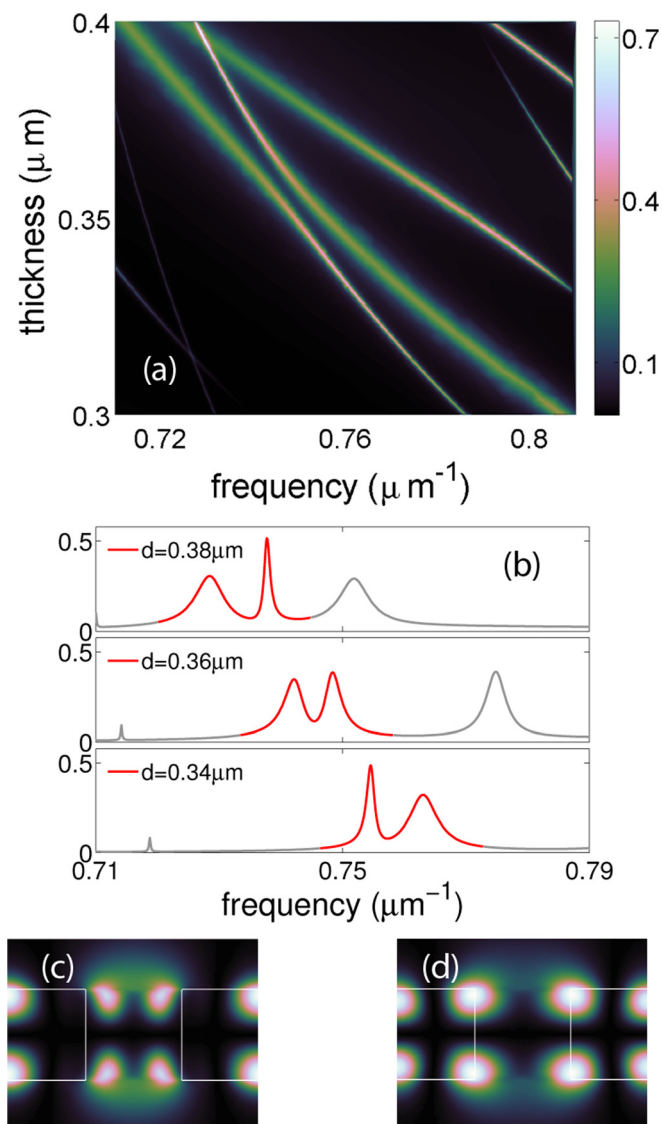 0.4
0.35
0.3
thickness (μ m)
(a)
0.7
0.4
0.1
0.72
0.76
0.8
frequency (μ m⁻¹)
0.5
0
d=0.38μm
(b)
0.5
0
d=0.36μm
0.5
0
d=0.34μm
0.71
0.75
0.79
frequency (μm⁻¹)
(c)
(d)